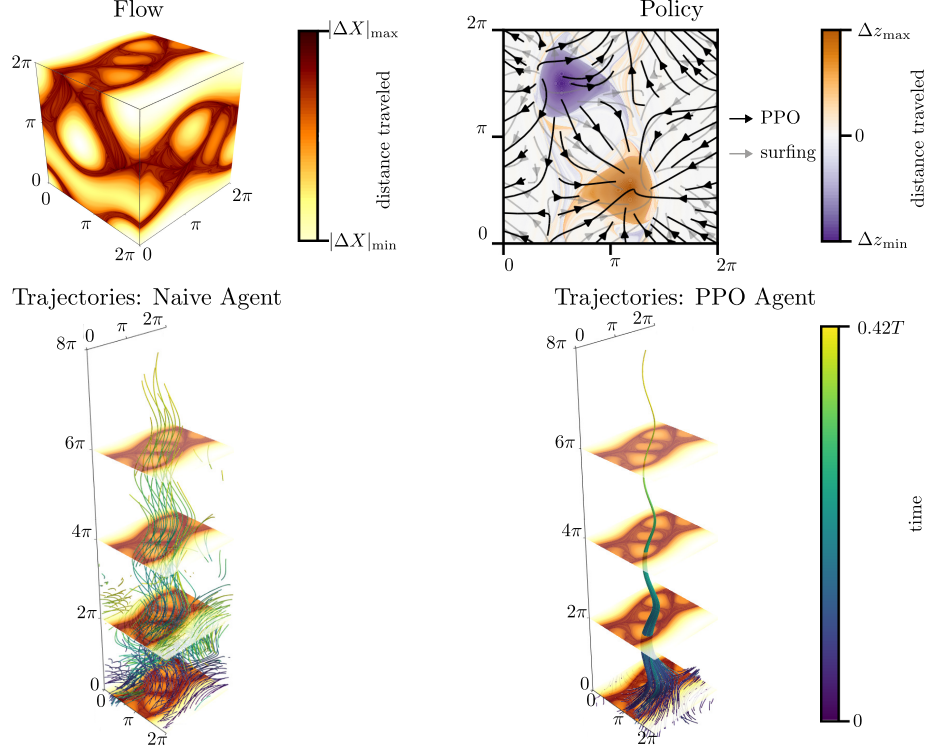 Flow
2π
π
0
0
π
2π
0
π
2π
|ΔX|max
|ΔX|min
distance traveled
Policy
2π
π
0
0
π
2π
PPO
surfing
Δzmax
0
Δzmin
distance traveled
Trajectories: Naive Agent
0
π
2π
8π
6π
4π
2π
0
0
π
2π
Trajectories: PPO Agent
0
π
2π
8π
6π
4π
2π
0
0
π
2π
0.42T
0
time